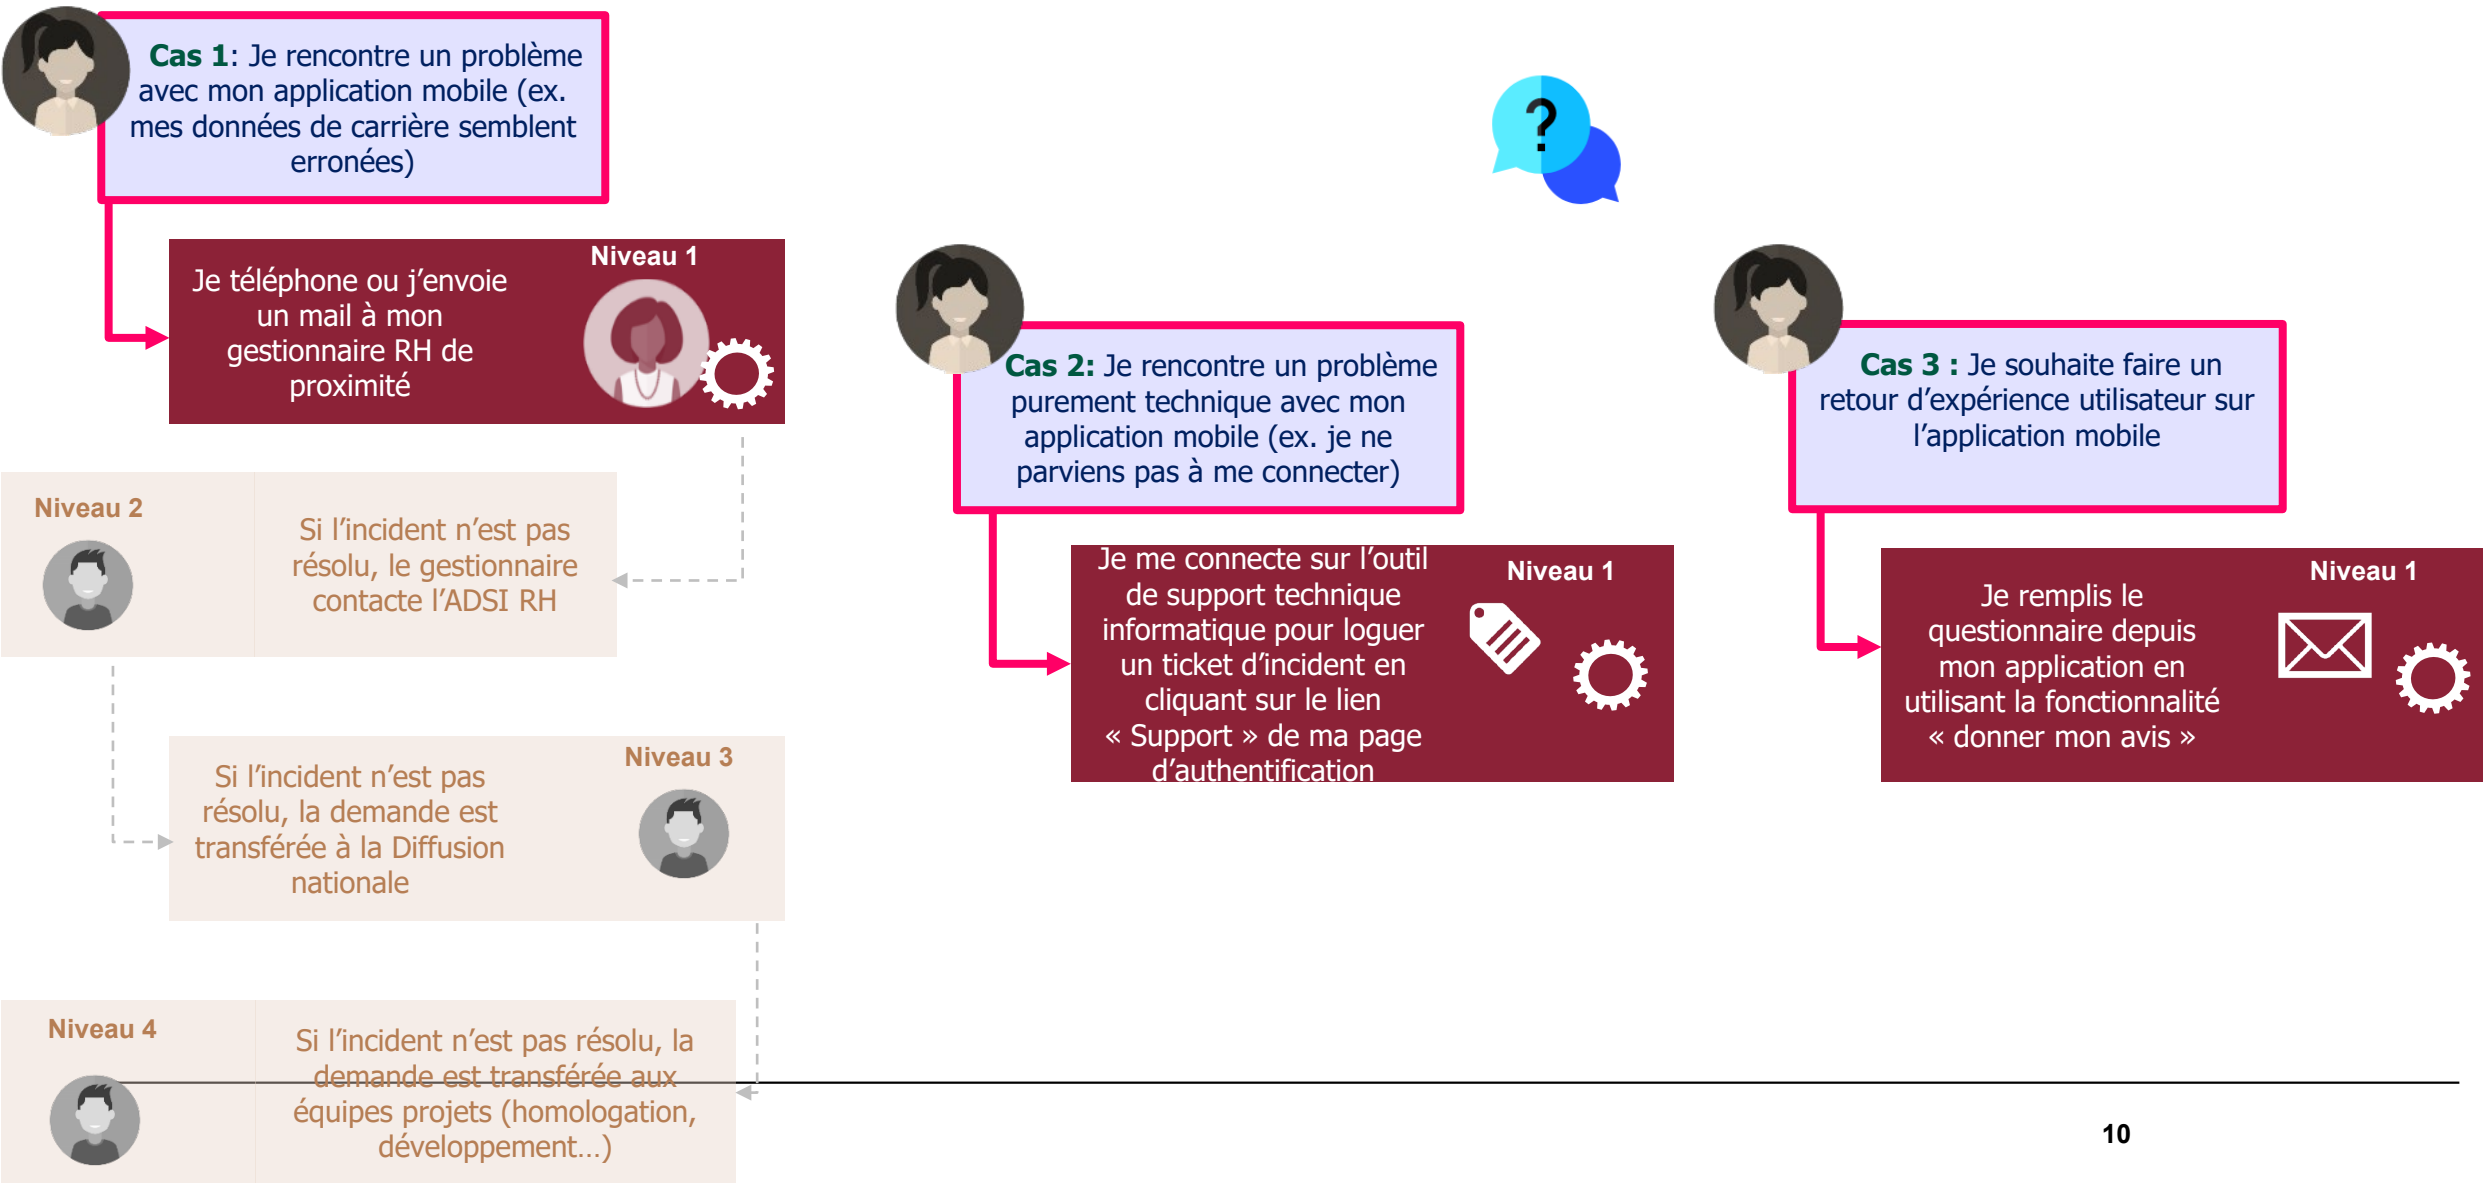 Cas 1: Je rencontre un problème
avec mon application mobile (ex.
mes données de carrière semblent
erronées)
Niveau 1
Je téléphone ou j’envoie
un mail à mon
gestionnaire RH de
proximité
Niveau 2
Si l’incident n’est pas
résolu, le gestionnaire
contacte l’ADSI RH
Niveau 3
Si l’incident n’est pas
résolu, la demande est
transférée à la Diffusion
nationale
Niveau 4
Si l’incident n’est pas résolu, la
demande est transférée aux
équipes projets (homologation,
développement…)
?
Cas 2: Je rencontre un problème
purement technique avec mon
application mobile (ex. je ne
parviens pas à me connecter)
Niveau 1
Je me connecte sur l’outil
de support technique
informatique pour loguer
un ticket d’incident en
cliquant sur le lien
« Support » de ma page
d’authentification
Cas 3 : Je souhaite faire un
retour d’expérience utilisateur sur
l’application mobile
Niveau 1
Je remplis le
questionnaire depuis
mon application en
utilisant la fonctionnalité
« donner mon avis »
10